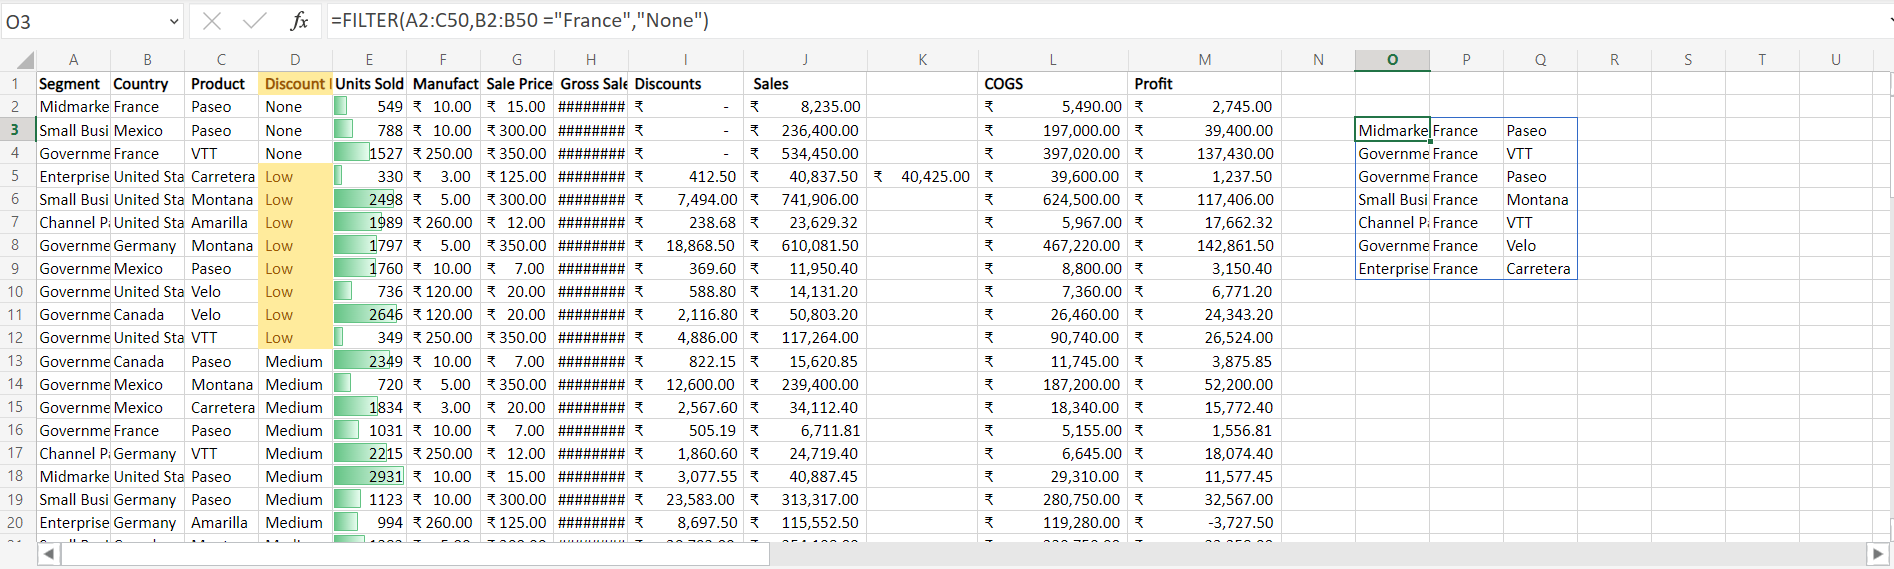 O3 fx =FILTER(A2:C50,B2:B50 ="France","None")
A B C D E F G H I J K L M N O P Q R S T U
1 Segment Country Product Discount Units Sold Manufact Sale Price Gross Sale Discounts Sales COGS Profit
2 Midmarke France Paseo None 549 ₹ 10.00 ₹ 15.00 ######## ₹ - ₹ 8,235.00 ₹ 5,490.00 ₹ 2,745.00
3 Small Busi Mexico Paseo None 788 ₹ 10.00 ₹ 300.00 ######## ₹ - ₹ 236,400.00 ₹ 197,000.00 ₹ 39,400.00 Midmarke France Paseo
4 Governme France VTT None 1527 ₹ 250.00 ₹ 350.00 ######## ₹ - ₹ 534,450.00 ₹ 397,020.00 ₹ 137,430.00 Governme France VTT
5 Enterprise United Sta Carretera Low 330 ₹ 3.00 ₹ 125.00 ######## ₹ 412.50 ₹ 40,837.50 ₹ 40,425.00 ₹ 39,600.00 ₹ 1,237.50 Governme France Paseo
6 Small Busi United Sta Montana Low 2498 ₹ 5.00 ₹ 300.00 ######## ₹ 7,494.00 ₹ 741,906.00 ₹ 624,500.00 ₹ 117,406.00 Small Busi France Montana
7 Channel P United Sta Amarilla Low 1989 ₹ 260.00 ₹ 12.00 ######## ₹ 238.68 ₹ 23,629.32 ₹ 5,967.00 ₹ 17,662.32 Channel P France VTT
8 Governme Germany Montana Low 1797 ₹ 5.00 ₹ 350.00 ######## ₹ 18,868.50 ₹ 610,081.50 ₹ 467,220.00 ₹ 142,861.50 Governme France Velo
9 Governme Mexico Paseo Low 1760 ₹ 10.00 ₹ 7.00 ######## ₹ 369.60 ₹ 11,950.40 ₹ 8,800.00 ₹ 3,150.40 Enterprise France Carretera
10 Governme United Sta Velo Low 736 ₹ 120.00 ₹ 20.00 ######## ₹ 588.80 ₹ 14,131.20 ₹ 7,360.00 ₹ 6,771.20
11 Governme Canada Velo Low 2646 ₹ 120.00 ₹ 20.00 ######## ₹ 2,116.80 ₹ 50,803.20 ₹ 26,460.00 ₹ 24,343.20
12 Governme United Sta VTT Low 349 ₹ 250.00 ₹ 350.00 ######## ₹ 4,886.00 ₹ 117,264.00 ₹ 90,740.00 ₹ 26,524.00
13 Governme Canada Paseo Medium 2349 ₹ 10.00 ₹ 7.00 ######## ₹ 822.15 ₹ 15,620.85 ₹ 11,745.00 ₹ 3,875.85
14 Governme Mexico Montana Medium 720 ₹ 5.00 ₹ 350.00 ######## ₹ 12,600.00 ₹ 239,400.00 ₹ 187,200.00 ₹ 52,200.00
15 Governme Mexico Carretera Medium 1834 ₹ 3.00 ₹ 20.00 ######## ₹ 2,567.60 ₹ 34,112.40 ₹ 18,340.00 ₹ 15,772.40
16 Governme France Paseo Medium 1031 ₹ 10.00 ₹ 7.00 ######## ₹ 505.19 ₹ 6,711.81 ₹ 5,155.00 ₹ 1,556.81
17 Channel P Germany VTT Medium 2215 ₹ 250.00 ₹ 12.00 ######## ₹ 1,860.60 ₹ 24,719.40 ₹ 6,645.00 ₹ 18,074.40
18 Midmarke United Sta Paseo Medium 2931 ₹ 10.00 ₹ 15.00 ######## ₹ 3,077.55 ₹ 40,887.45 ₹ 29,310.00 ₹ 11,577.45
19 Small Busi Germany Paseo Medium 1123 ₹ 10.00 ₹ 300.00 ######## ₹ 23,583.00 ₹ 313,317.00 ₹ 280,750.00 ₹ 32,567.00
20 Enterprise Germany Amarilla Medium 994 ₹ 260.00 ₹ 125.00 ######## ₹ 8,697.50 ₹ 115,552.50 ₹ 119,280.00 ₹ -3,727.50